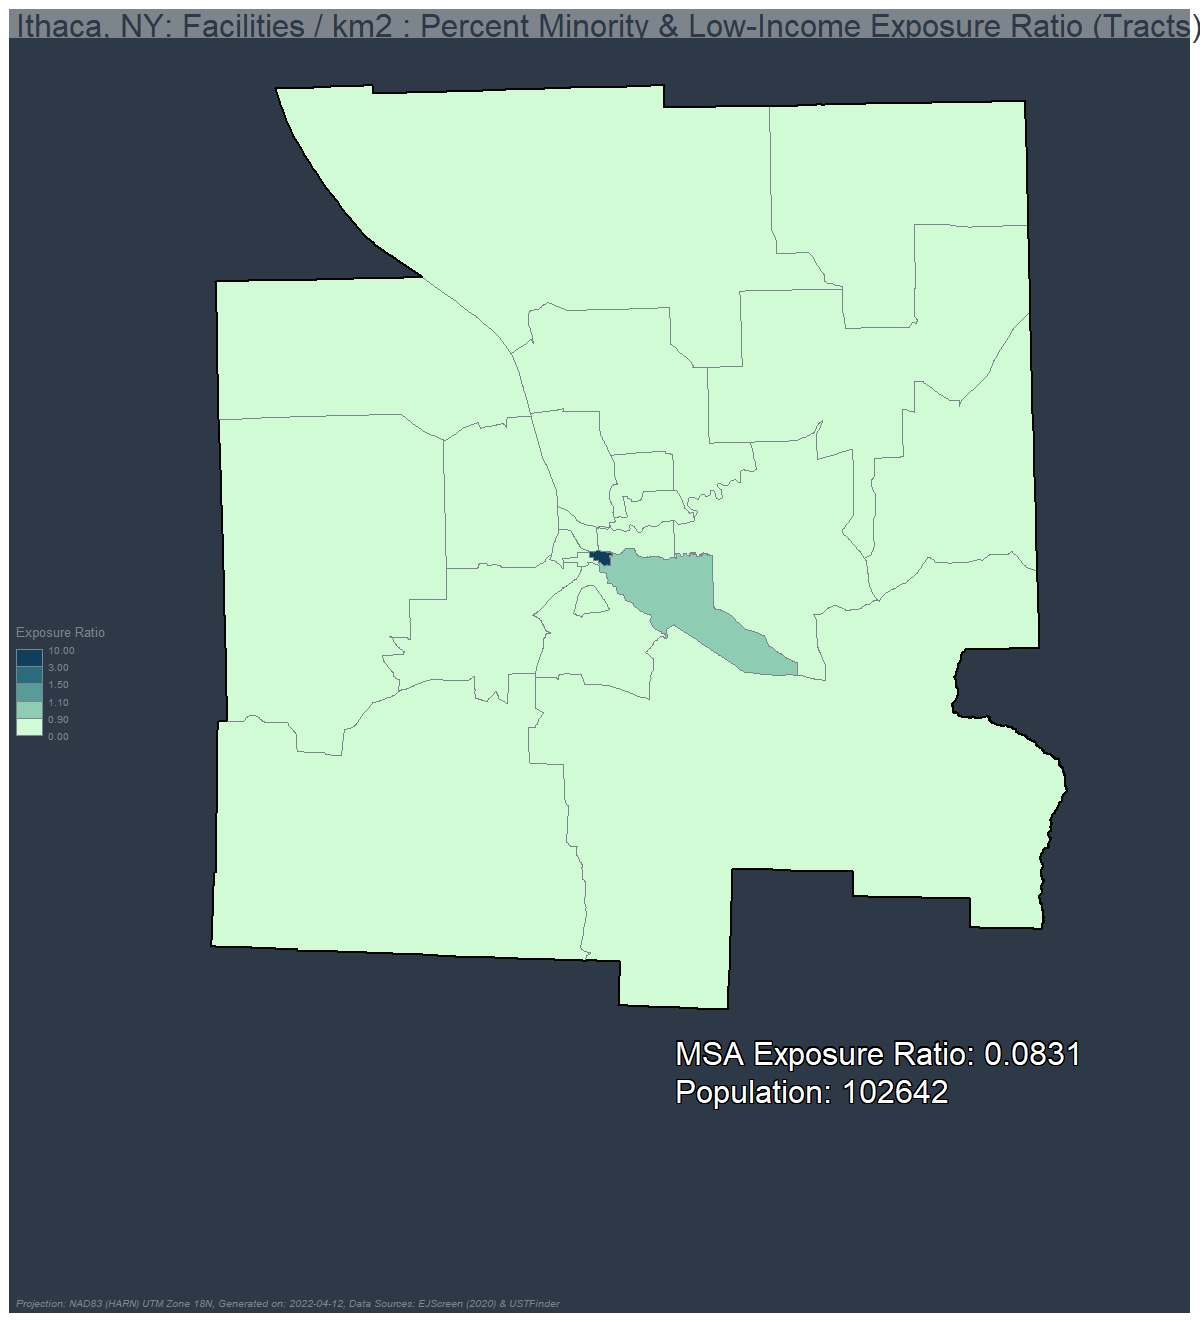 Ithaca, NY: Facilities / km2 : Percent Minority & Low-Income Exposure Ratio (Tracts)
Exposure Ratio
10.00
3.00
1.50
1.10
0.90
0.00
MSA Exposure Ratio: 0.0831
Population: 102642
Projection: NAD83 (HARN) UTM Zone 18N, Generated on: 2022-04-12, Data Sources: EJScreen (2020) & USTFinder